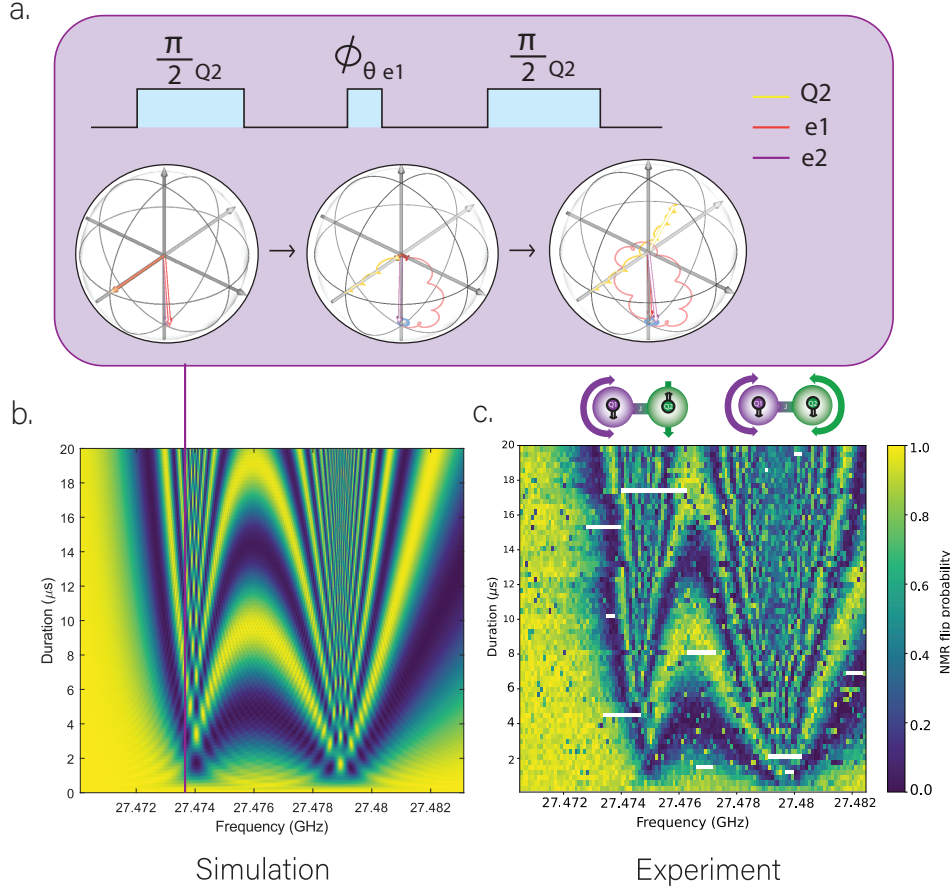 a.
π/2 Q2
ϕ θ e1
π/2 Q2
Q2
e1
e2
→ →
b.
20
18
16
14
12
10
8
6
4
2
0
Duration (μs)
27.472 27.474 27.476 27.478 27.48 27.482
Frequency (GHz)
Simulation
c.
Q1 J Q2
Q1 J Q2
20
18
16
14
12
10
8
6
4
2
Duration (μs)
27.472 27.474 27.476 27.478 27.48 27.482
Frequency (GHz)
1.0
0.8
0.6
0.4
0.2
0.0
NMR flip probability
Experiment